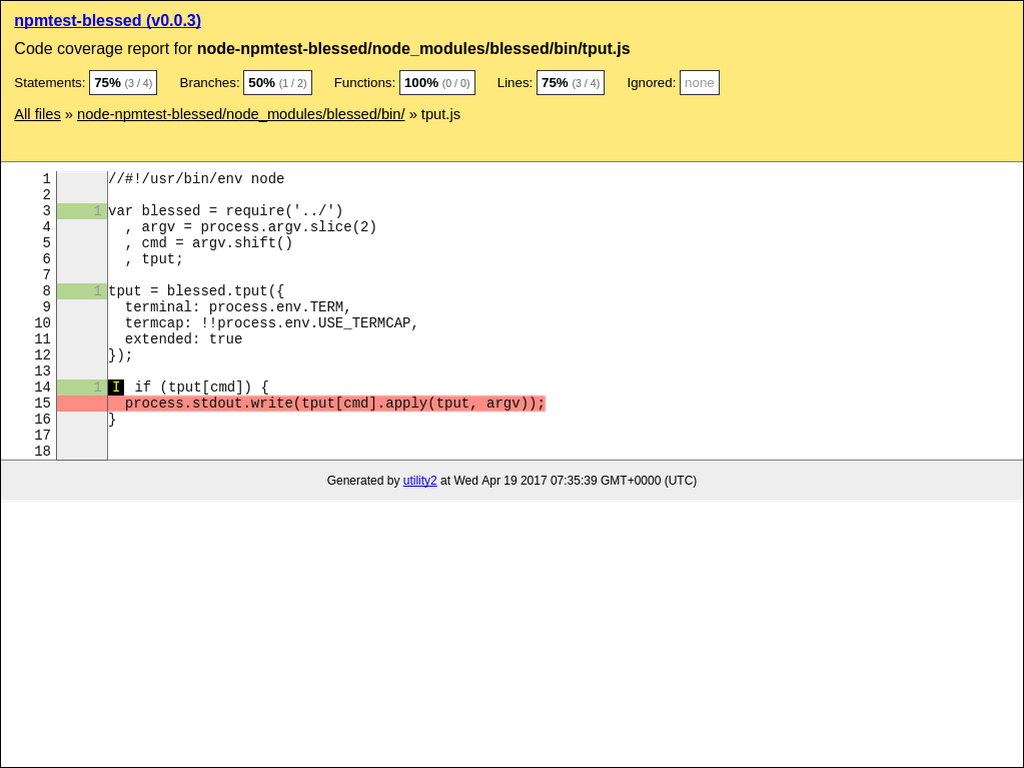 npmtest-blessed (v0.0.3)
Code coverage report for node-npmtest-blessed/node_modules/blessed/bin/tput.js
Statements: 75% (3 / 4) Branches: 50% (1 / 2) Functions: 100% (0 / 0) Lines: 75% (3 / 4) Ignored: none
All files » node-npmtest-blessed/node_modules/blessed/bin/ » tput.js
1 //#!/usr/bin/env node
2
3 1 var blessed = require('../')
4   , argv = process.argv.slice(2)
5   , cmd = argv.shift()
6   , tput;
7
8 1 tput = blessed.tput({
9   terminal: process.env.TERM,
10   termcap: !!process.env.USE_TERMCAP,
11   extended: true
12 });
13
14 1 I if (tput[cmd]) {
15   process.stdout.write(tput[cmd].apply(tput, argv));
16 }
17
18
Generated by utility2 at Wed Apr 19 2017 07:35:39 GMT+0000 (UTC)